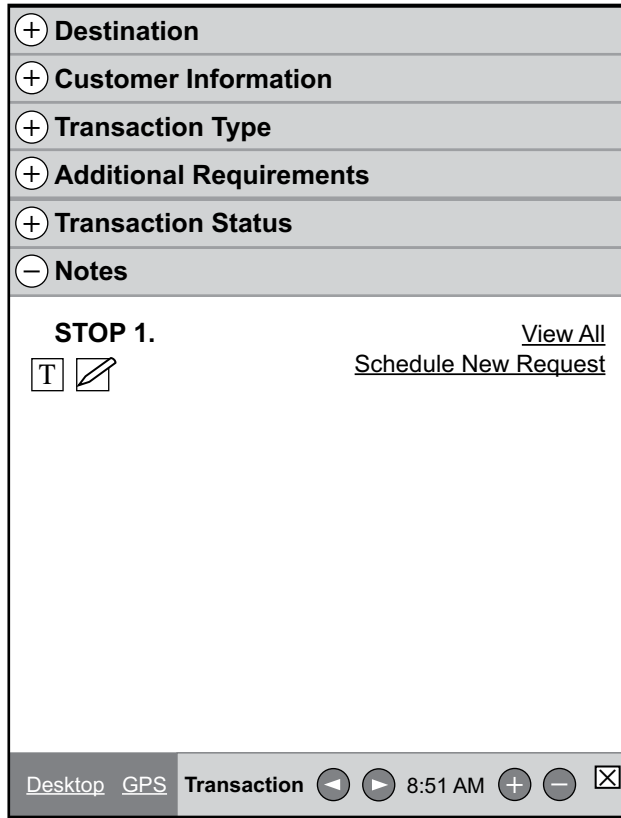 Destination
Customer Information
Transaction Type
Additional Requirements
Transaction Status
Notes
STOP 1.
View All
T
Schedule New Request
Desktop GPS Transaction 8:51 AM